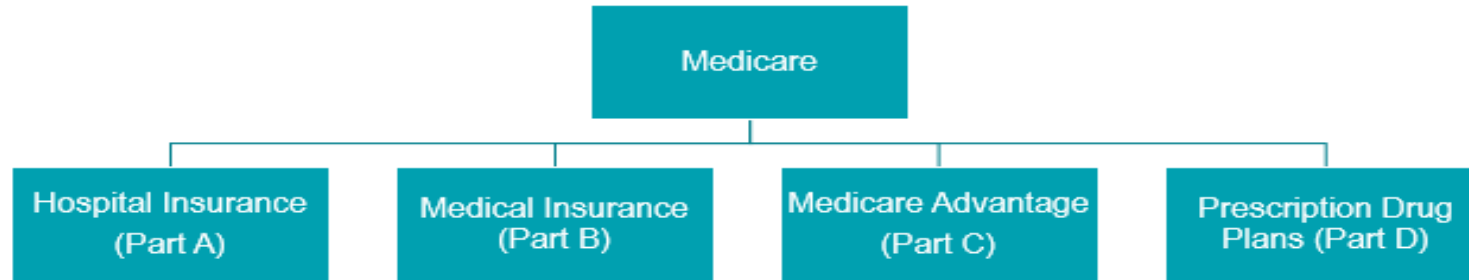 Medicare
Hospital Insurance
(Part A)
Medical Insurance
(Part B)
Medicare Advantage
(Part C)
Prescription Drug
Plans (Part D)